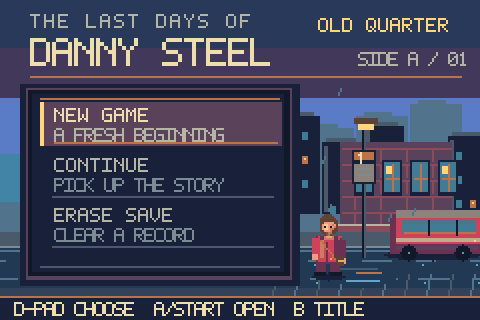 THE LAST DAYS OF
DANNY STEEL
OLD QUARTER
SIDE A / 01
NEW GAME
A FRESH BEGINNING
CONTINUE
PICK UP THE STORY
ERASE SAVE
CLEAR A RECORD
D-PAD CHOOSE A/START OPEN B TITLE